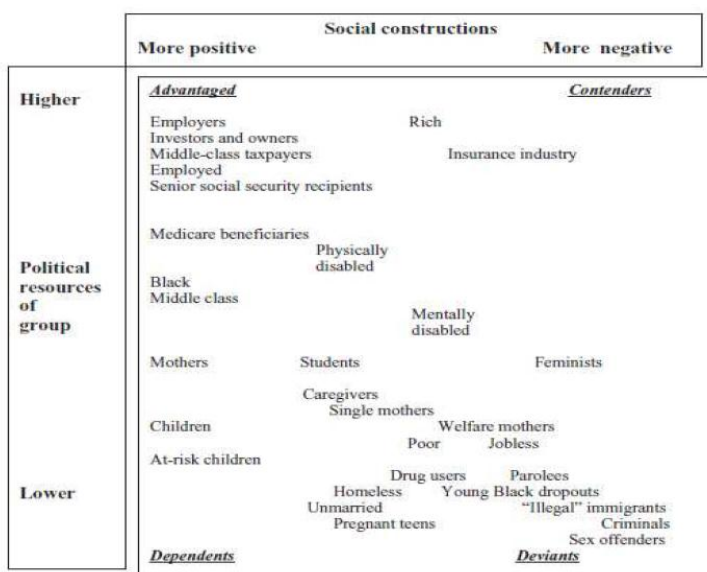 Social constructions
More positive More negative
Higher
Advantaged Contenders
Employers Rich
Investors and owners
Middle-class taxpayers Insurance industry
Employed
Senior social security recipients
Medicare beneficiaries
Physically
disabled
Political
resources
of
group
Black
Middle class
Mentally
disabled
Mothers Students Feminists
Caregivers
Single mothers
Children Welfare mothers
Poor Jobless
At-risk children
Drug users Parolees
Lower
Homeless Young Black dropouts
Unmarried "Illegal" immigrants
Pregnant teens Criminals
Sex offenders
Dependents Deviants